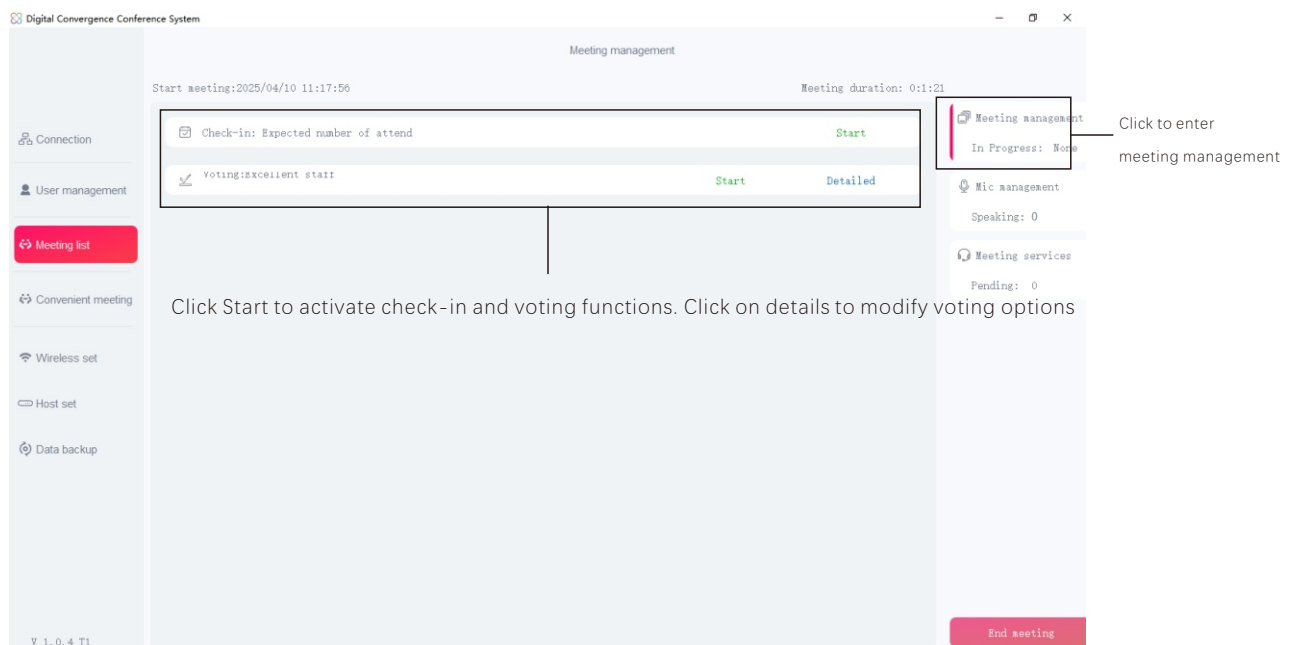 Digital Convergence Conference System
Meeting management
Start meeting:2025/04/10 11:17:56
Meeting duration: 0:1:21
Connection
User management
Meeting list
Convenient meeting
Wireless set
Host set
Data backup
V 1.0.4 T1
Check-in: Expected number of attend
Start
Voting:Excellent staff
Start
Detailed
Click Start to activate check-in and voting functions. Click on details to modify voting options
Meeting management
In Progress: None
Mic management
Speaking: 0
Meeting services
Pending: 0
End meeting
Click to enter
meeting management